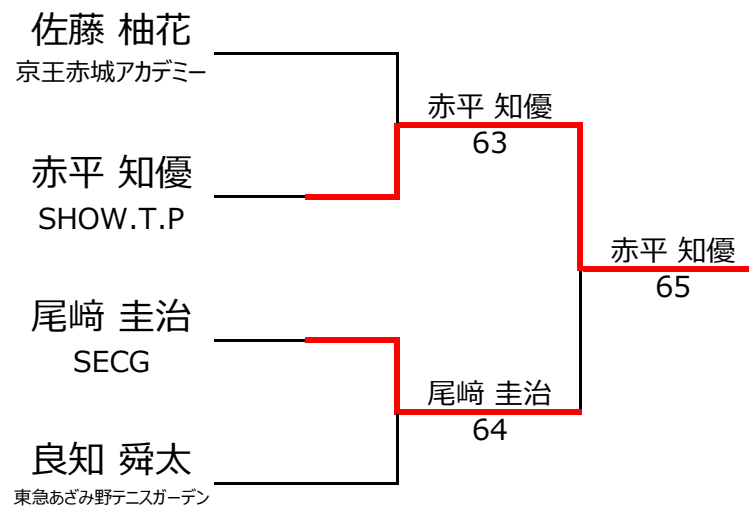 佐藤 柚花
京王赤城アカデミー
赤平 知優
63
赤平 知優
SHOW.T.P
赤平 知優
65
尾﨑 圭治
SECG
尾﨑 圭治
64
良知 舜太
東急あざみ野テニスガーデン